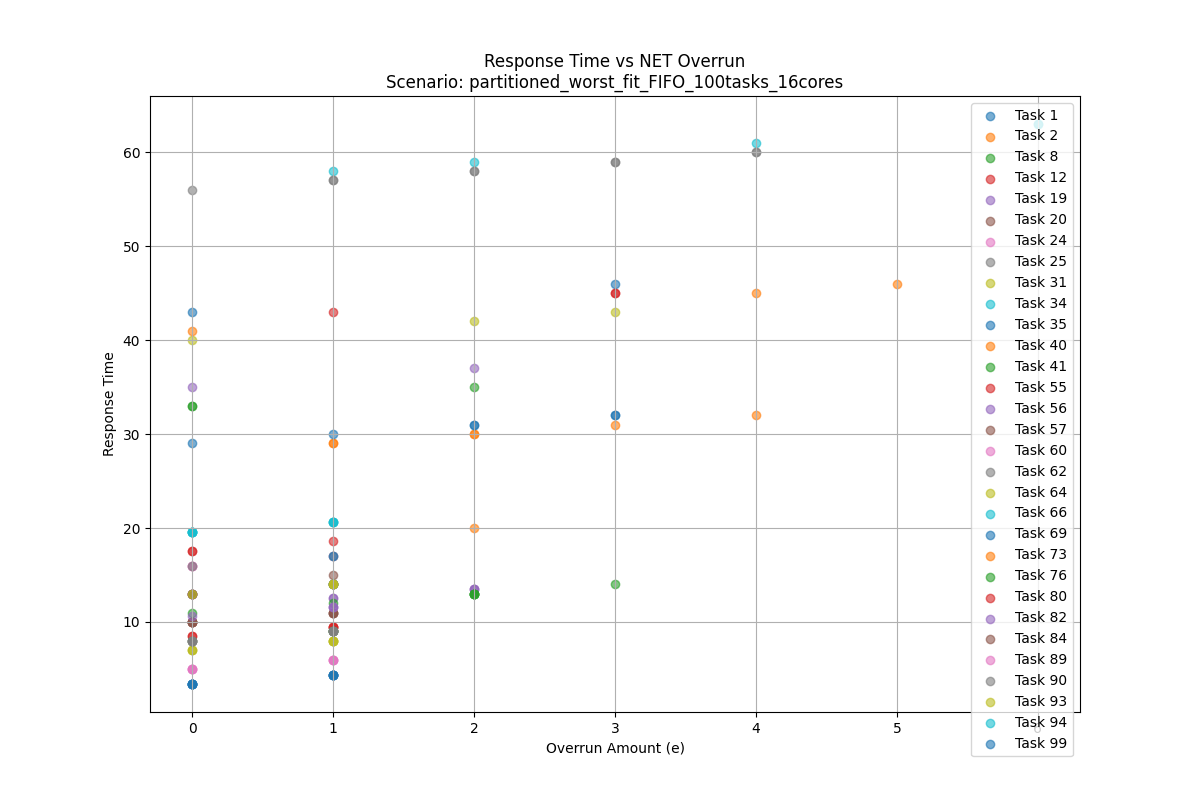 Response Time vs NET Overrun
Scenario: partitioned_worst_fit_FIFO_100tasks_16cores
Response Time
60
50
40
30
20
10
0
1
2
3
4
5
6
Overrun Amount (e)
Task 1
Task 2
Task 8
Task 12
Task 19
Task 20
Task 24
Task 25
Task 31
Task 34
Task 35
Task 40
Task 41
Task 55
Task 56
Task 57
Task 60
Task 62
Task 64
Task 66
Task 69
Task 73
Task 76
Task 80
Task 82
Task 84
Task 89
Task 90
Task 93
Task 94
Task 99